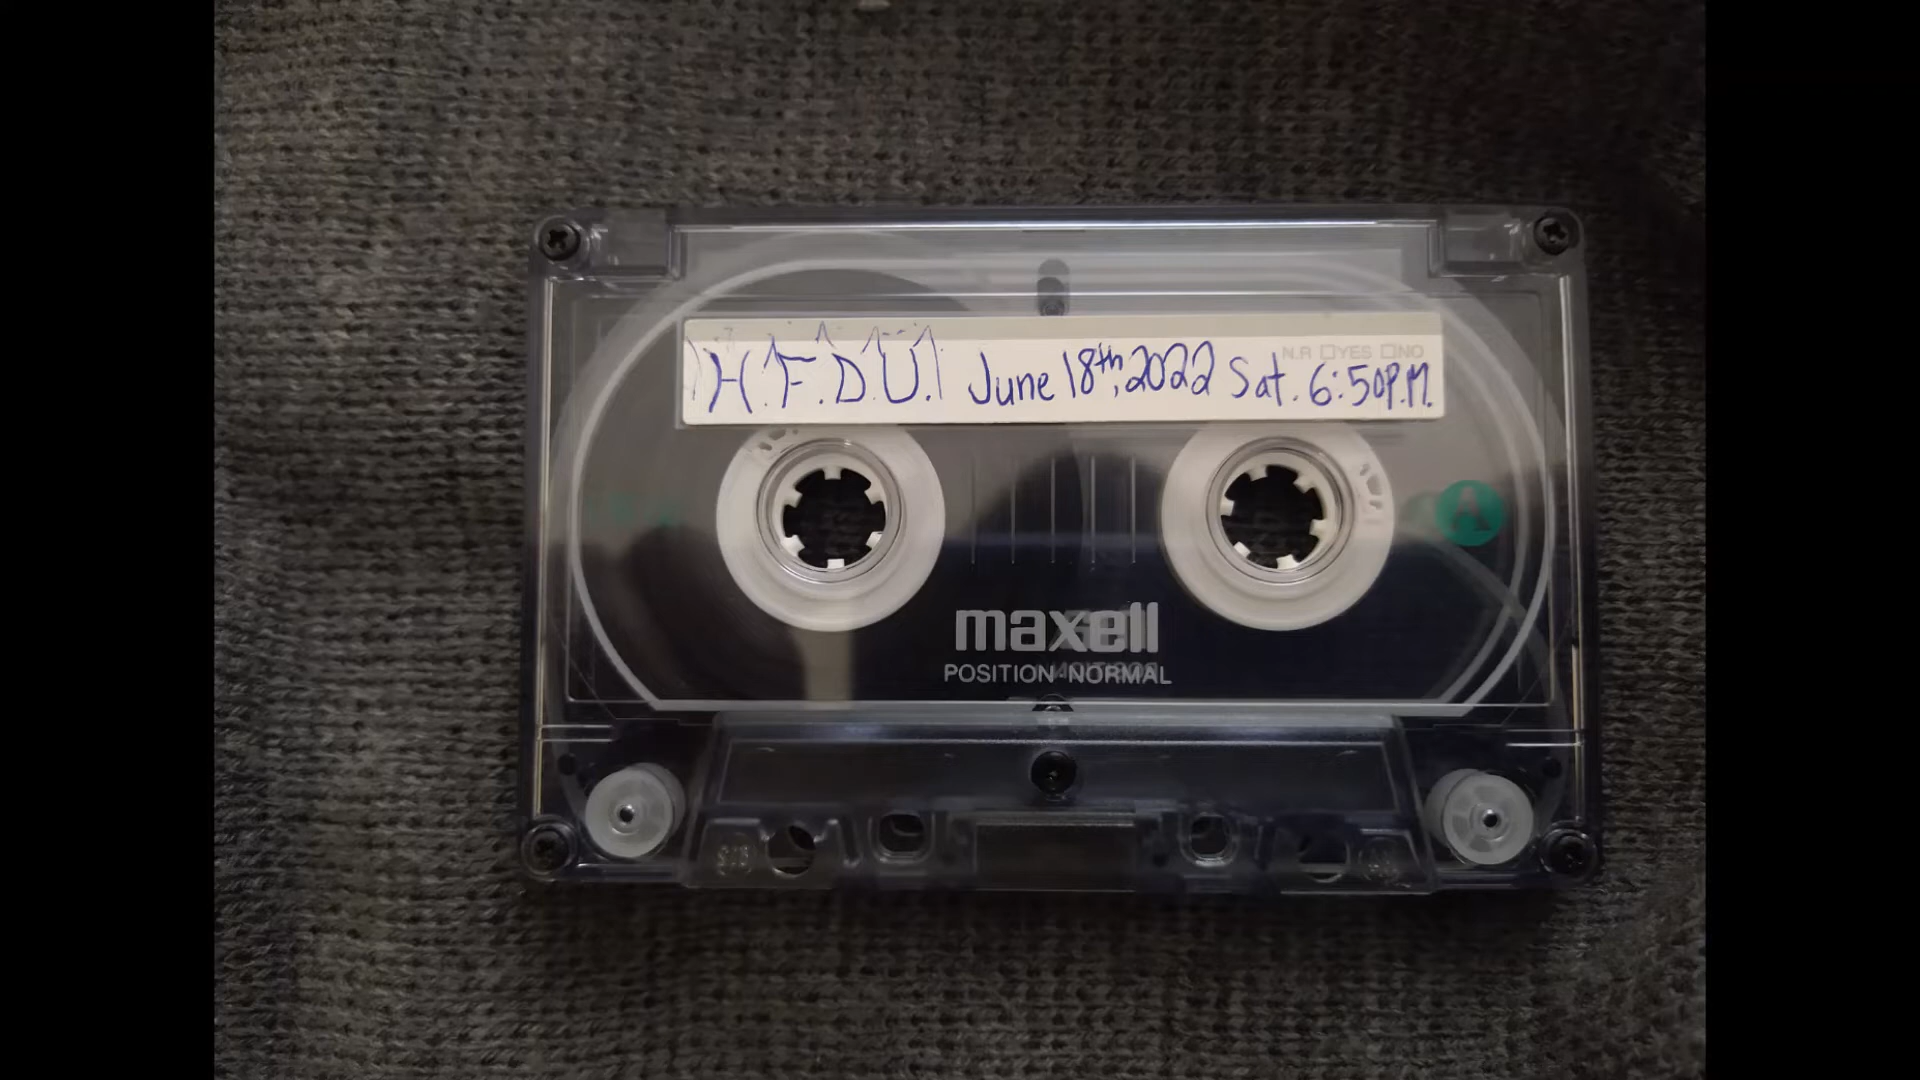 N.R □YES □NO
H.F.D.U. June 18th, 2022 Sat. 6:50P.M.
A
maxell
POSITION·NORMAL